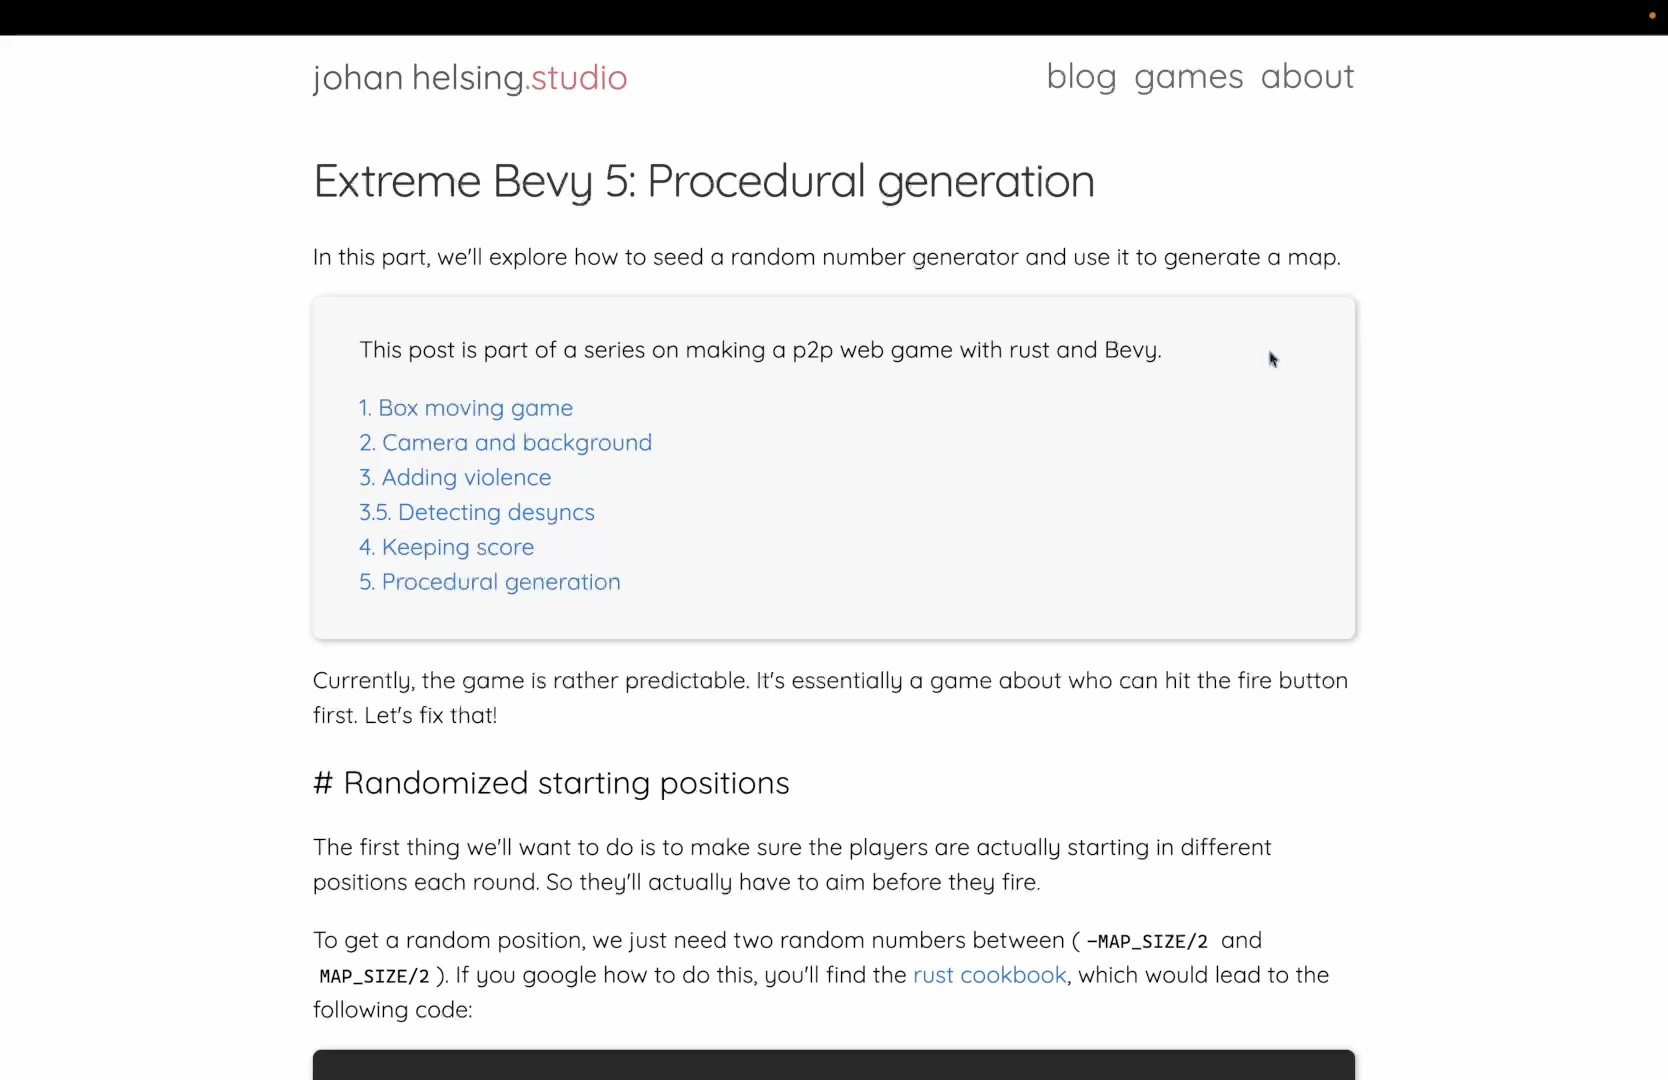 johan helsing.studio
blog games about
Extreme Bevy 5: Procedural generation
In this part, we'll explore how to seed a random number generator and use it to generate a map.
This post is part of a series on making a p2p web game with rust and Bevy.
1. Box moving game
2. Camera and background
3. Adding violence
3.5. Detecting desyncs
4. Keeping score
5. Procedural generation
Currently, the game is rather predictable. It's essentially a game about who can hit the fire button
first. Let's fix that!
# Randomized starting positions
The first thing we'll want to do is to make sure the players are actually starting in different
positions each round. So they'll actually have to aim before they fire.
To get a random position, we just need two random numbers between ( -MAP_SIZE/2 and
MAP_SIZE/2 ). If you google how to do this, you'll find the rust cookbook, which would lead to the
following code: